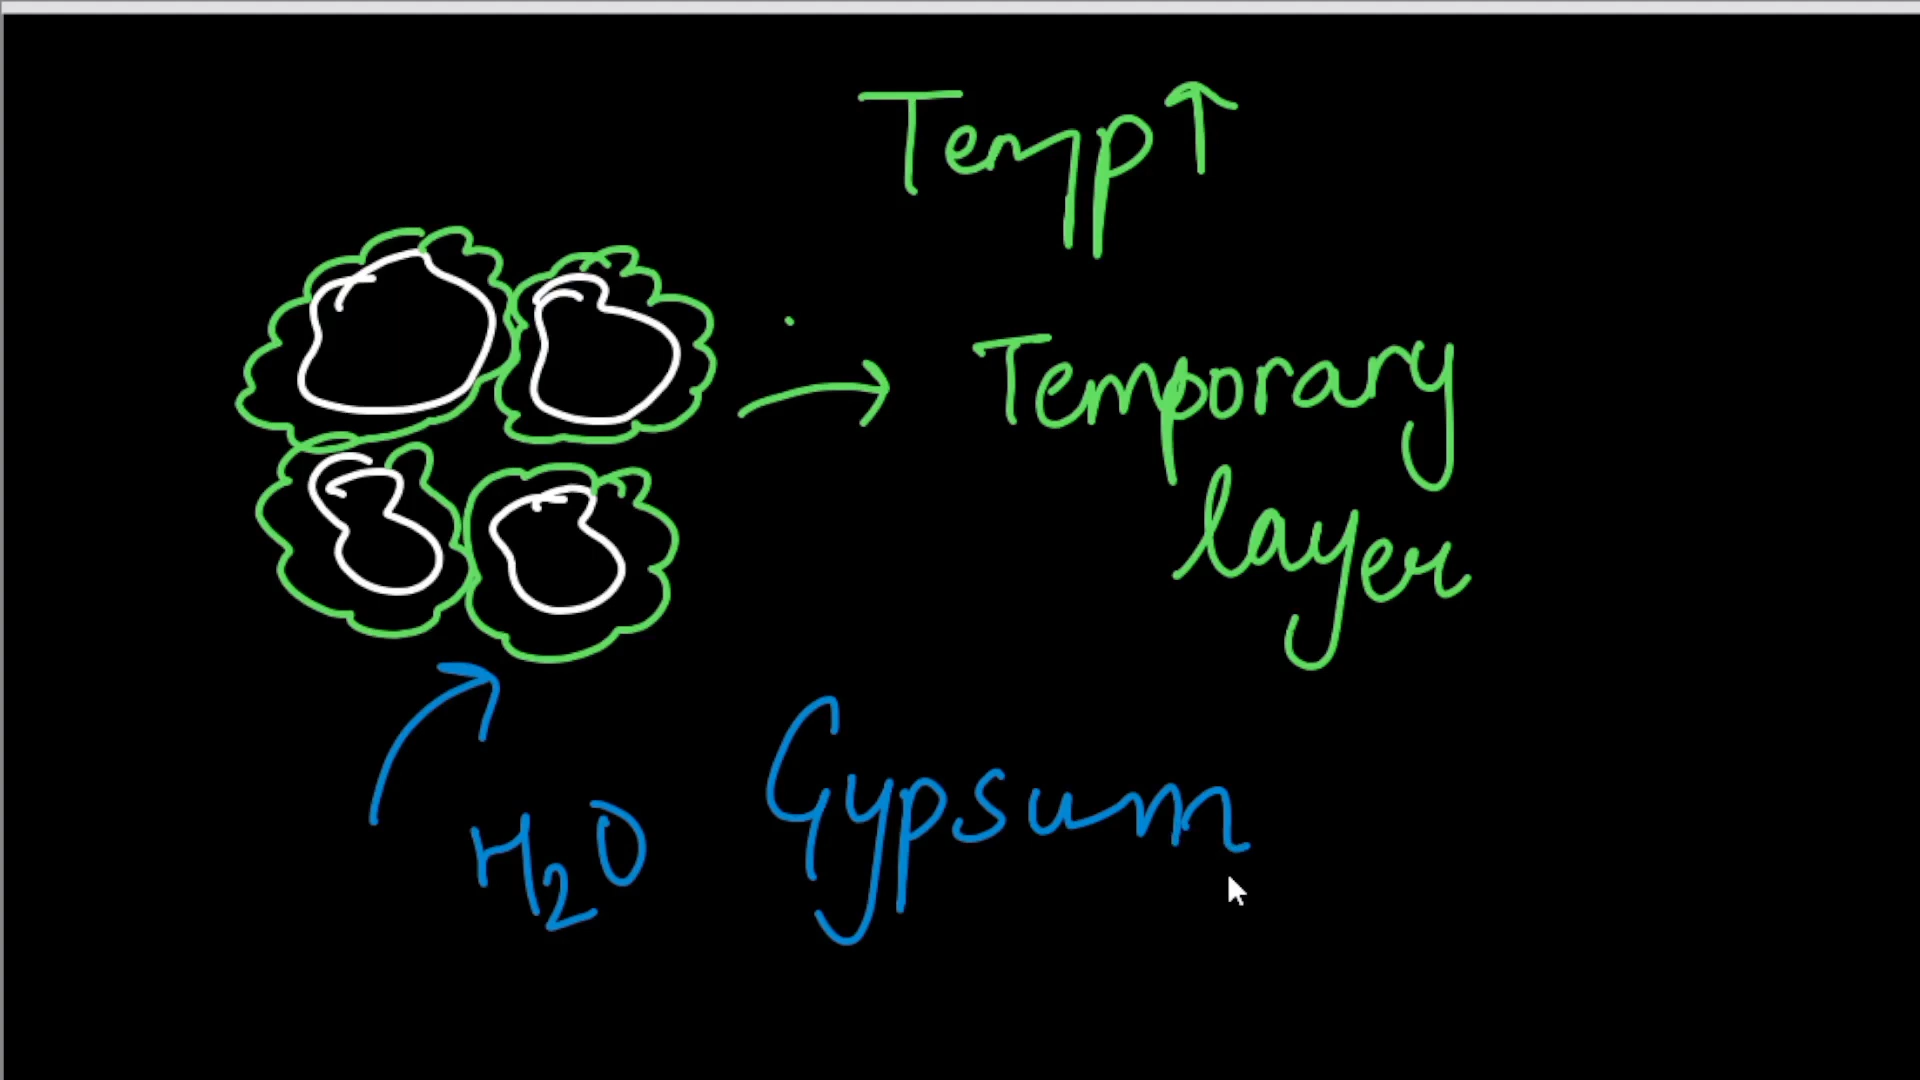 Temp↑
→ Temporary
layer
H₂O
Gypsum